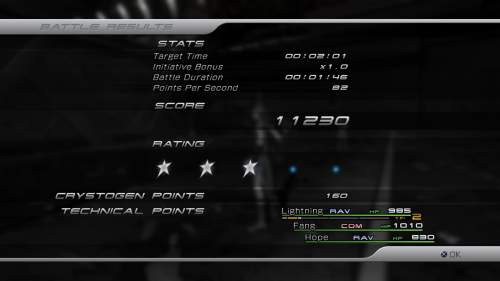 BATTLE RESULTS
STATS
Target Time 00:02:01
Initiative Bonus x1.0
Battle Duration 00:01:46
Points Per Second 82
SCORE
11230
RATING
CRYSTOGEN POINTS 160
TECHNICAL POINTS
Lightning RAV HP 985
TP 2
Fang COM HP 1010
Hope RAV HP 930
OK